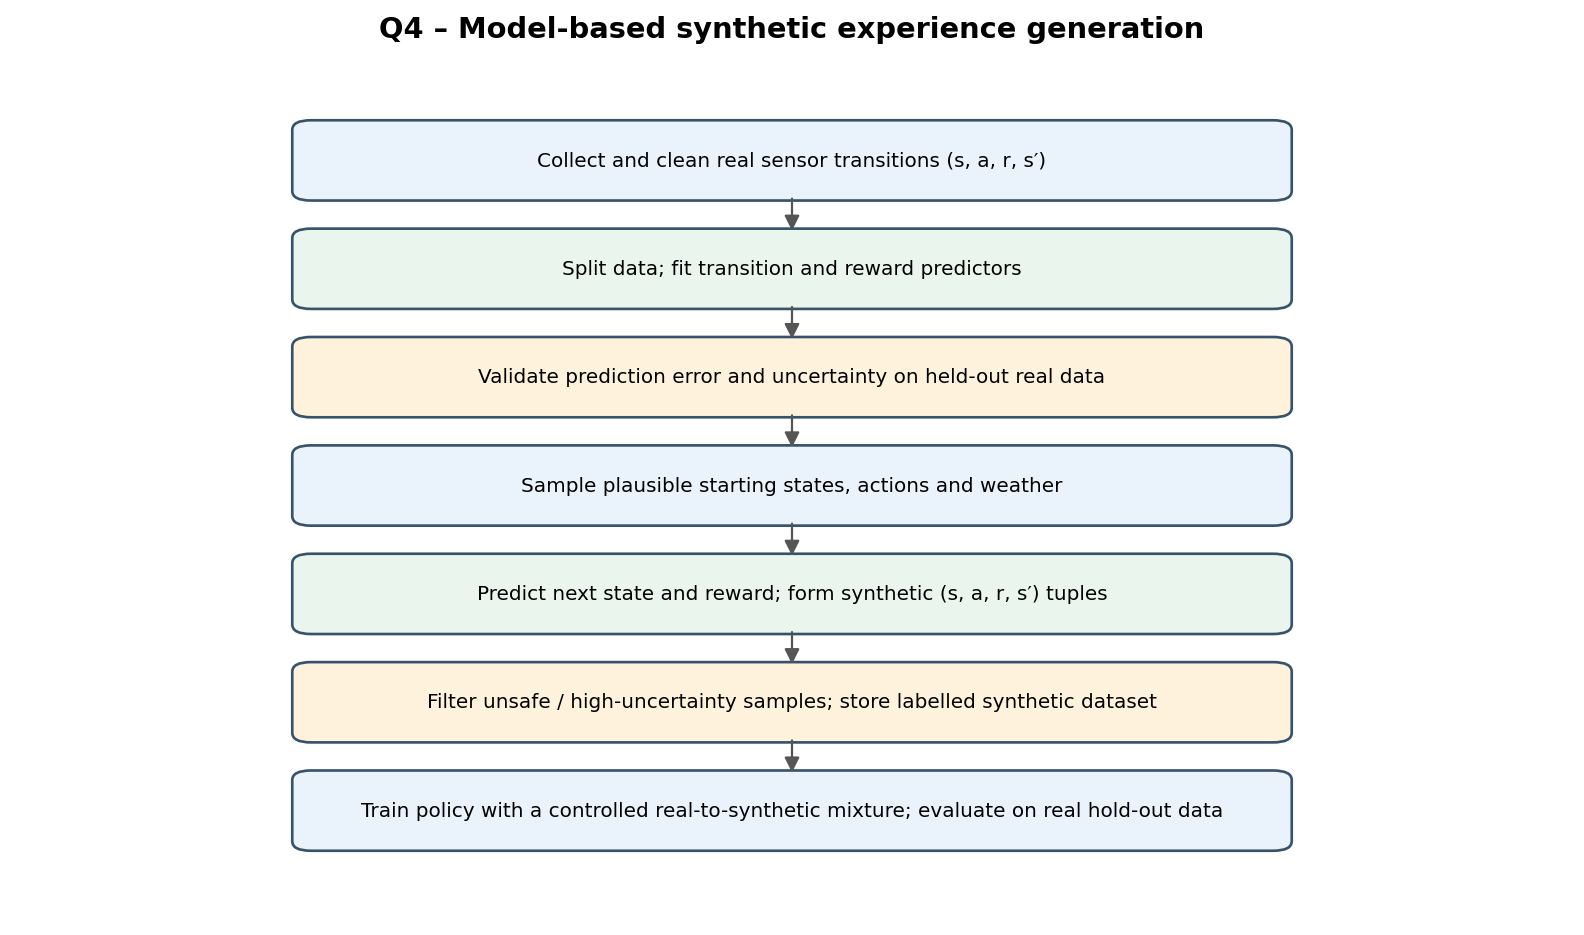 Q4 – Model-based synthetic experience generation
Collect and clean real sensor transitions (s, a, r, s′)
Split data; fit transition and reward predictors
Validate prediction error and uncertainty on held-out real data
Sample plausible starting states, actions and weather
Predict next state and reward; form synthetic (s, a, r, s′) tuples
Filter unsafe / high-uncertainty samples; store labelled synthetic dataset
Train policy with a controlled real-to-synthetic mixture; evaluate on real hold-out data